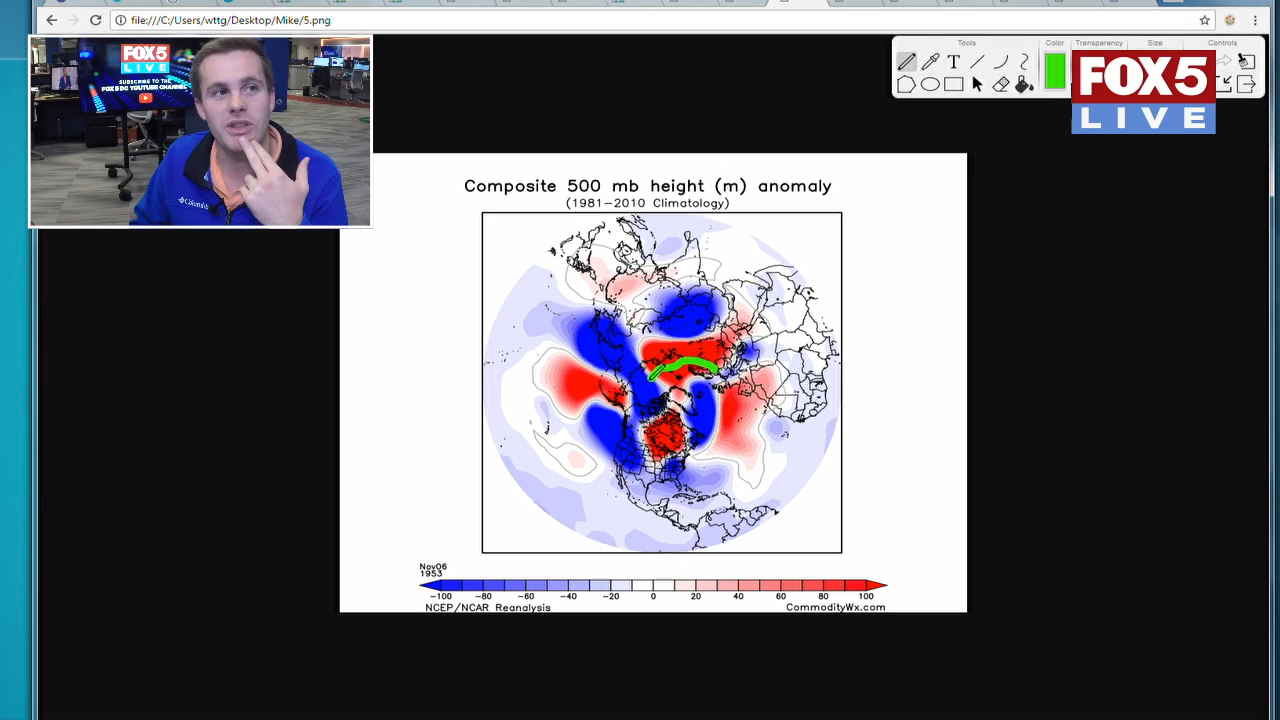 file:///C:/Users/wttg/Desktop/Mike/5.png
FOX5
LIVE
SUBSCRIBE TO THE
FOX 5 DC YOUTUBE CHANNEL
Columbia
Tools
Color
Transparency
Size
Controls
T
FOX5
LIVE
Composite 500 mb height (m) anomaly
(1981-2010 Climatology)
Nov06
1953
-100 -80 -60 -40 -20 0 20 40 60 80 100
NCEP/NCAR Reanalysis
CommodityWx.com